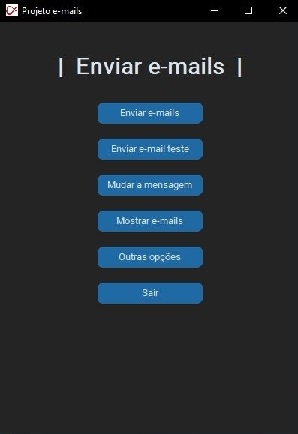 Projeto e-mails
| Enviar e-mails |
Enviar e-mails
Enviar e-mail teste
Mudar a mensagem
Mostrar e-mails
Outras opções
Sair